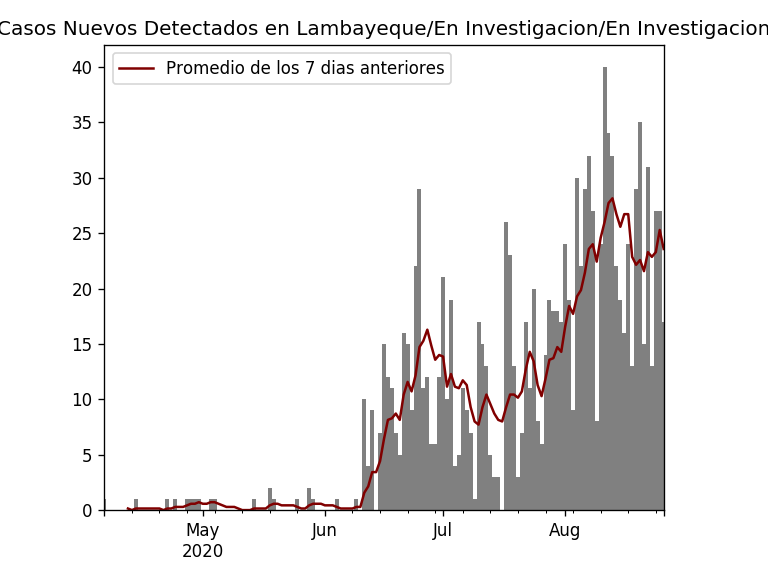 Casos Nuevos Detectados en Lambayeque/En Investigacion/En Investigacion
Promedio de los 7 dias anteriores
40
35
30
25
20
15
10
5
0
May
2020
Jun
Jul
Aug